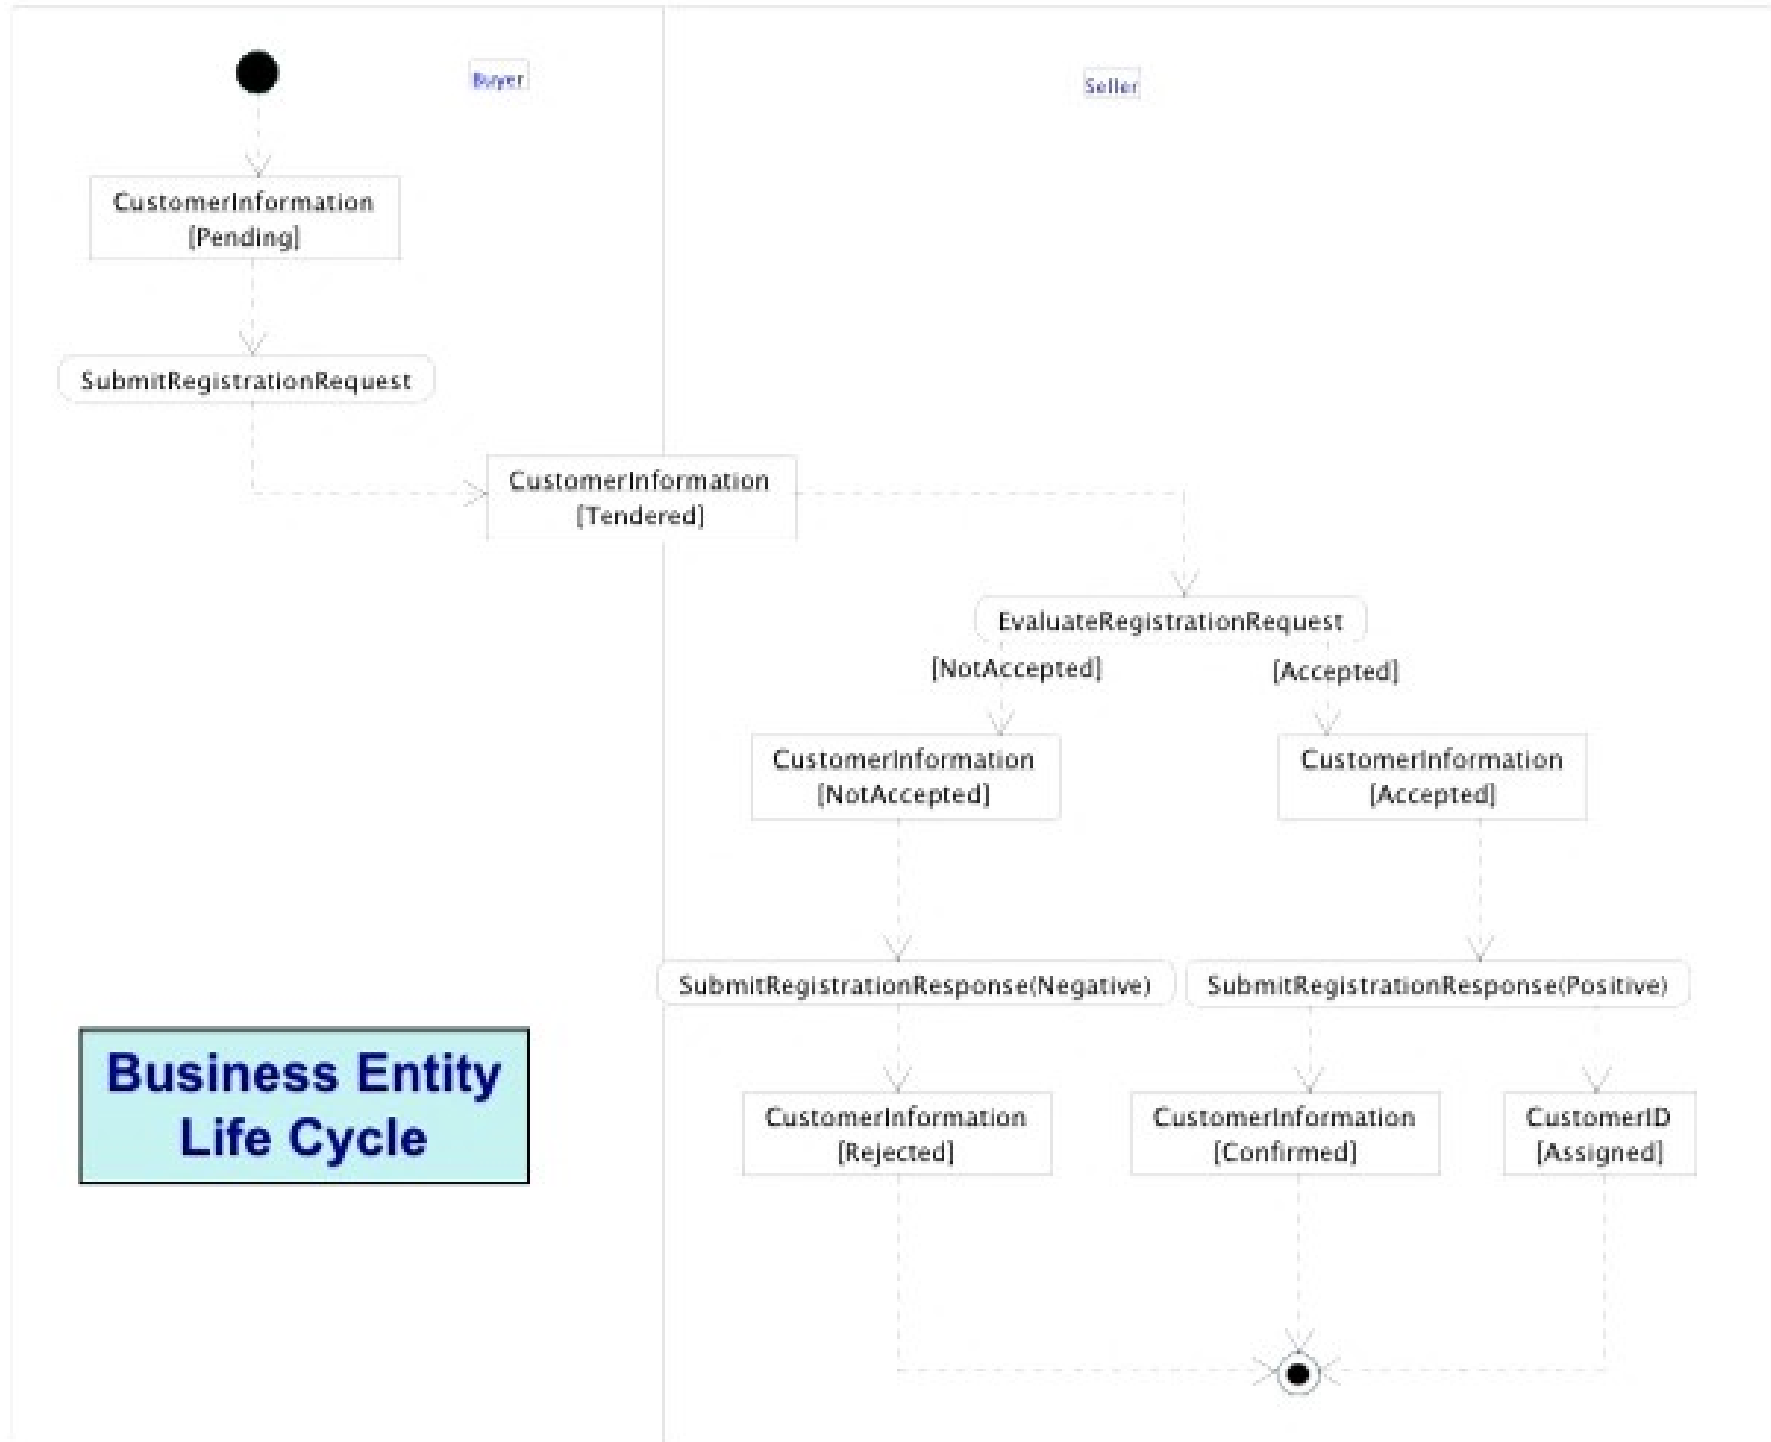 Buyer
Seller
CustomerInformation
[Pending]
SubmitRegistrationRequest
CustomerInformation
[Tendered]
EvaluateRegistrationRequest
[NotAccepted]
[Accepted]
CustomerInformation
[NotAccepted]
CustomerInformation
[Accepted]
SubmitRegistrationResponse(Negative)
SubmitRegistrationResponse(Positive)
Business Entity
Life Cycle
CustomerInformation
[Rejected]
CustomerInformation
[Confirmed]
CustomerID
[Assigned]